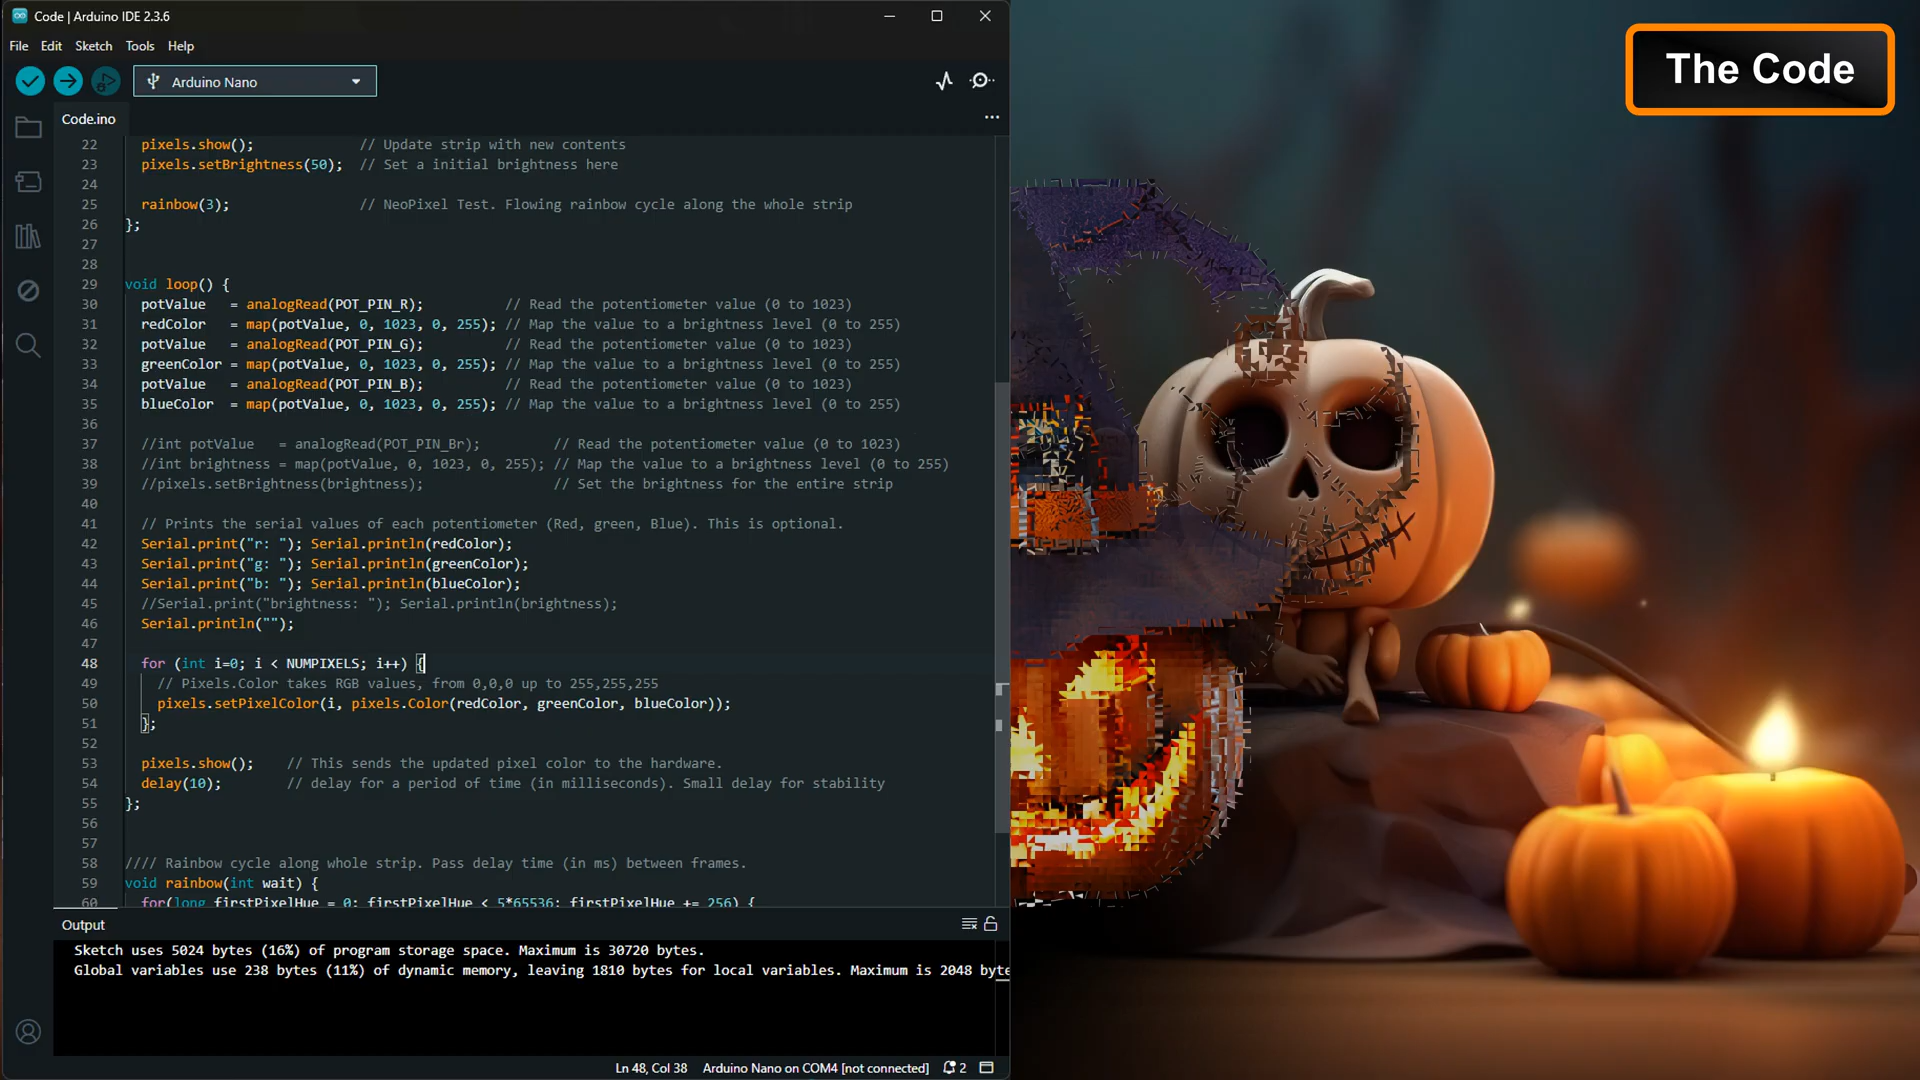 Code | Arduino IDE 2.3.6
File Edit Sketch Tools Help
Arduino Nano
The Code
Code.ino
22 pixels.show(); // Update strip with new contents
23 pixels.setBrightness(50); // Set a initial brightness here
24
25 rainbow(3); // NeoPixel Test. Flowing rainbow cycle along the whole strip
26 };
27
28
29 void loop() {
30 potValue = analogRead(POT_PIN_R); // Read the potentiometer value (0 to 1023)
31 redColor = map(potValue, 0, 1023, 0, 255); // Map the value to a brightness level (0 to 255)
32 potValue = analogRead(POT_PIN_G); // Read the potentiometer value (0 to 1023)
33 greenColor = map(potValue, 0, 1023, 0, 255); // Map the value to a brightness level (0 to 255)
34 potValue = analogRead(POT_PIN_B); // Read the potentiometer value (0 to 1023)
35 blueColor = map(potValue, 0, 1023, 0, 255); // Map the value to a brightness level (0 to 255)
36
37 //int potValue = analogRead(POT_PIN_Br); // Read the potentiometer value (0 to 1023)
38 //int brightness = map(potValue, 0, 1023, 0, 255); // Map the value to a brightness level (0 to 255)
39 //pixels.setBrightness(brightness); // Set the brightness for the entire strip
40
41 // Prints the serial values of each potentiometer (Red, green, Blue). This is optional.
42 Serial.print("r: "); Serial.println(redColor);
43 Serial.print("g: "); Serial.println(greenColor);
44 Serial.print("b: "); Serial.println(blueColor);
45 //Serial.print("brightness: "); Serial.println(brightness);
46 Serial.println("");
47
48 for (int i=0; i < NUMPIXELS; i++) {
49 // Pixels.Color takes RGB values, from 0,0,0 up to 255,255,255
50 pixels.setPixelColor(i, pixels.Color(redColor, greenColor, blueColor));
51 };
52
53 pixels.show(); // This sends the updated pixel color to the hardware.
54 delay(10); // delay for a period of time (in milliseconds). Small delay for stability
55 };
56
57
58 //// Rainbow cycle along whole strip. Pass delay time (in ms) between frames.
59 void rainbow(int wait) {
60 for(long firstPixelHue = 0; firstPixelHue < 5*65536; firstPixelHue += 256) {
Output
Sketch uses 5024 bytes (16%) of program storage space. Maximum is 30720 bytes.
Global variables use 238 bytes (11%) of dynamic memory, leaving 1810 bytes for local variables. Maximum is 2048 byte
Ln 48, Col 38 Arduino Nano on COM4 [not connected] 2